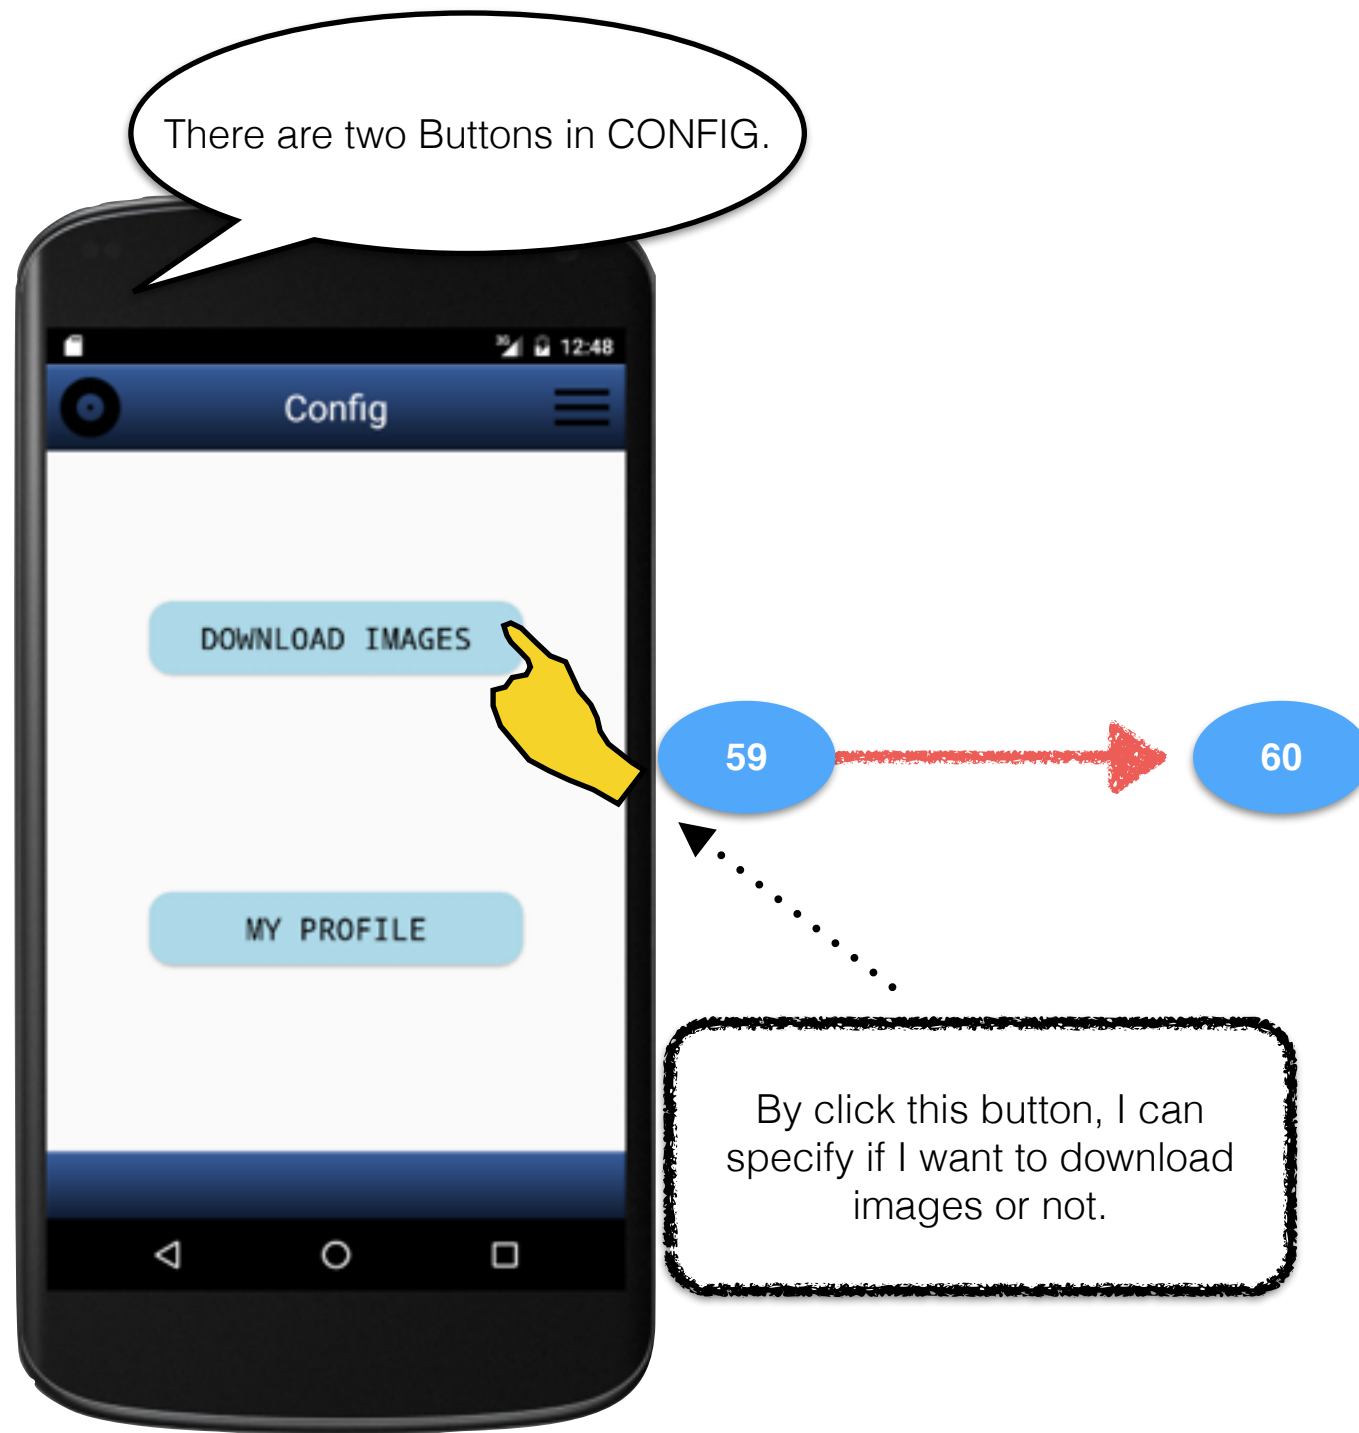 There are two Buttons in CONFIG.
3G 12:48
Config
DOWNLOAD IMAGES
59
60
MY PROFILE
By click this button, I can
specify if I want to download
images or not.